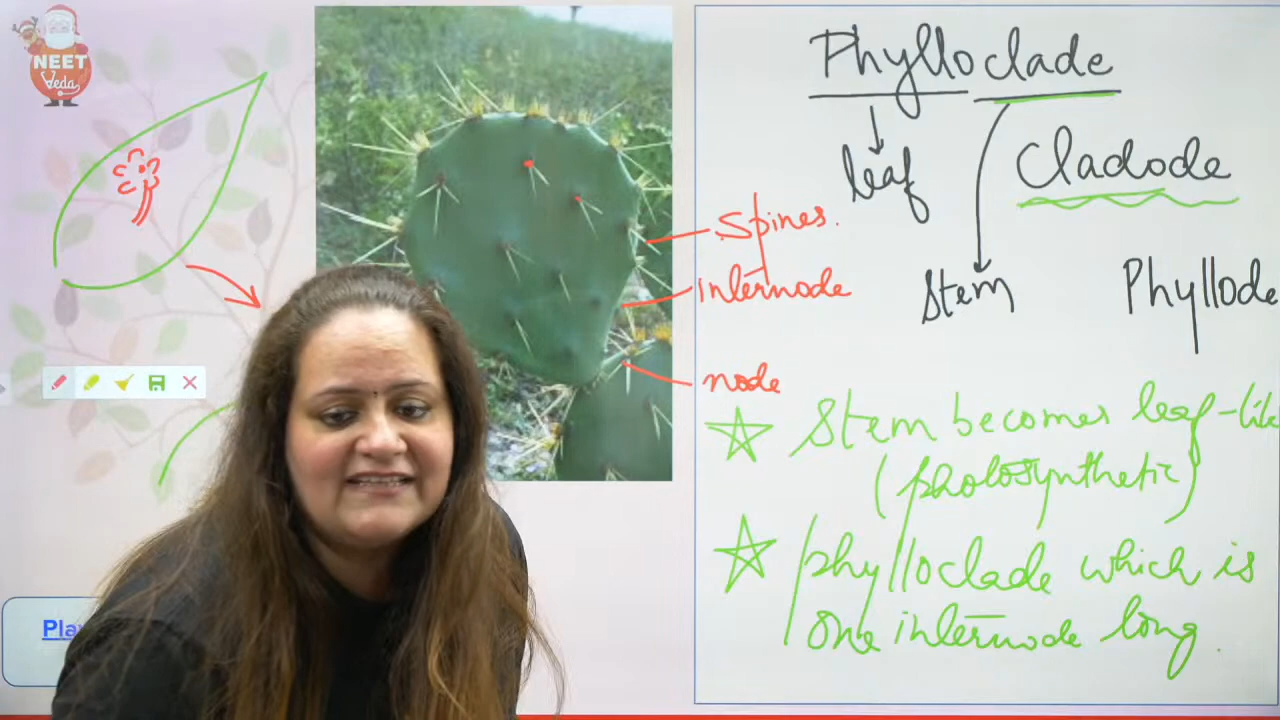 NEET
Veda
Phylloclade
leaf
Cladode
Stem
Phyllode
Spines.
internode
node
Stem becomes leaf-like
(photosynthetic)
phylloclade which is
one internode long.